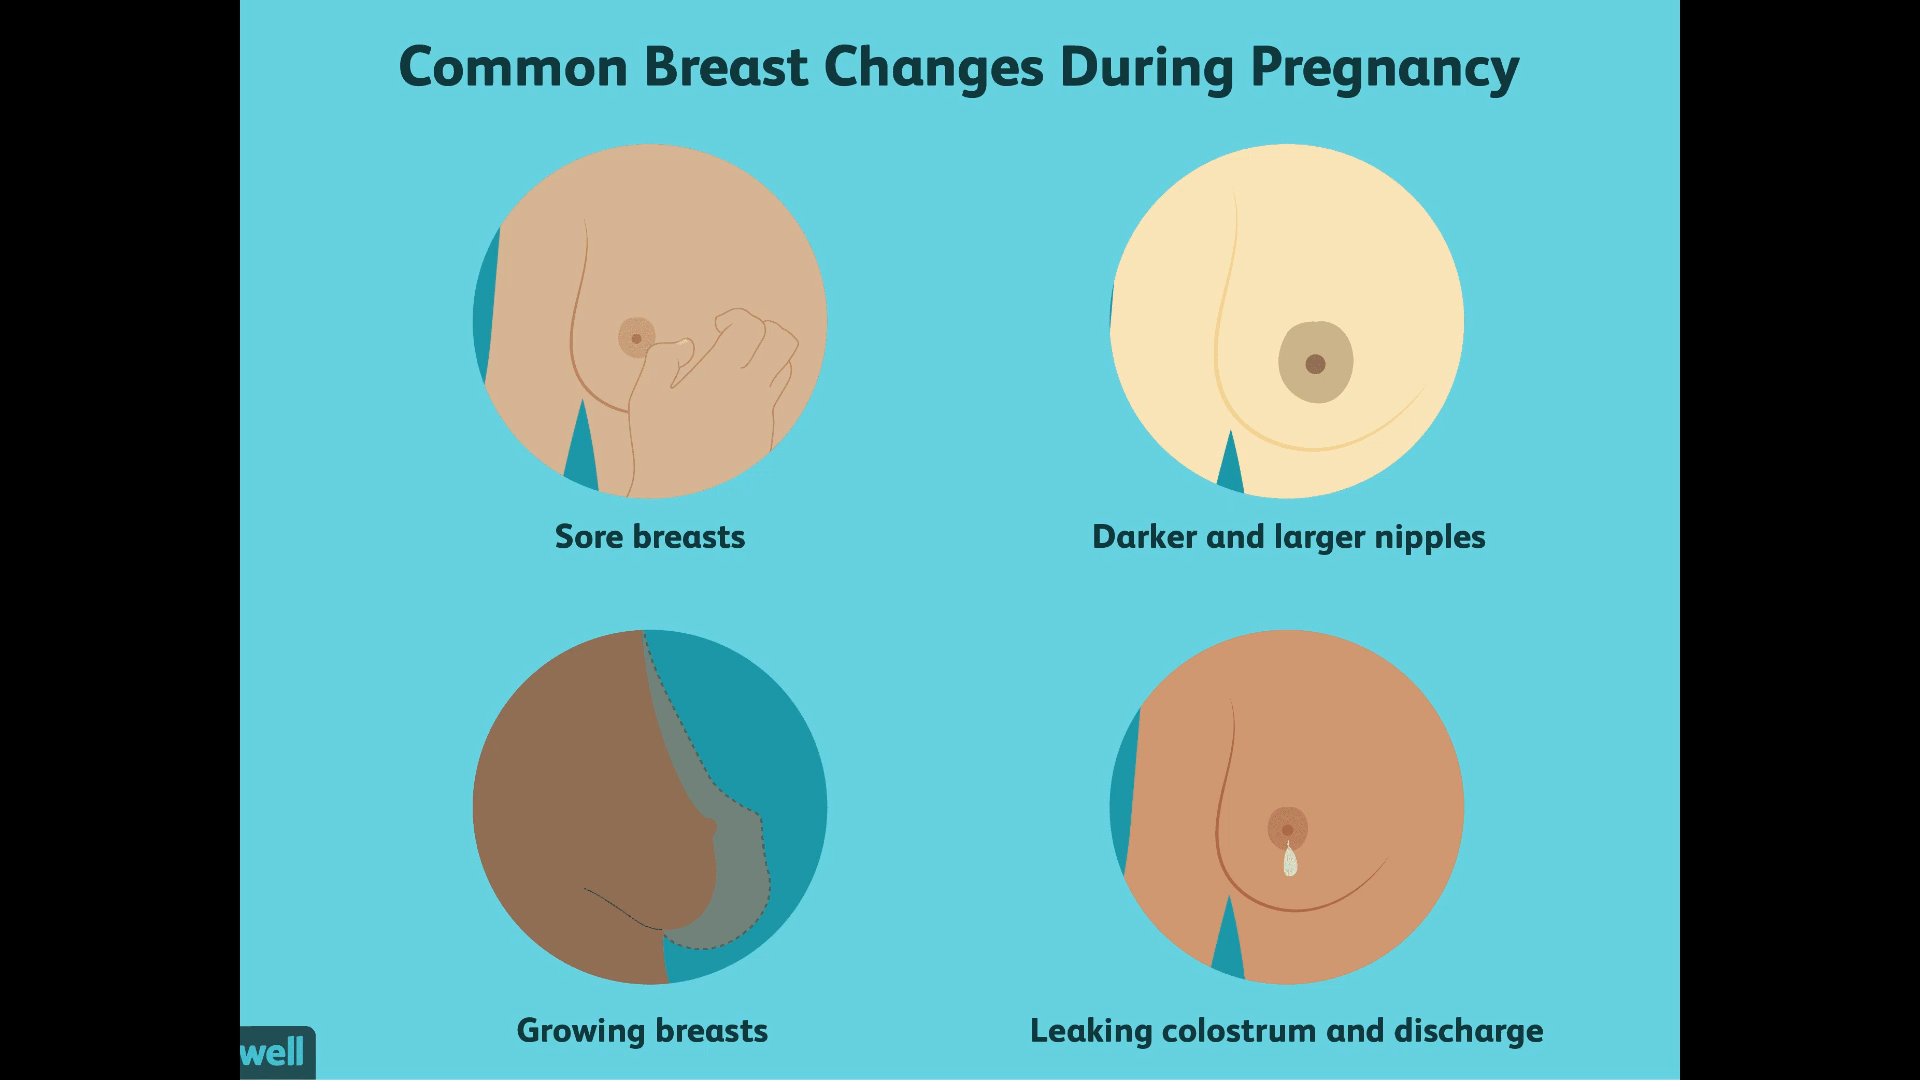 Common Breast Changes During Pregnancy
Sore breasts
Darker and larger nipples
Growing breasts
Leaking colostrum and discharge
well